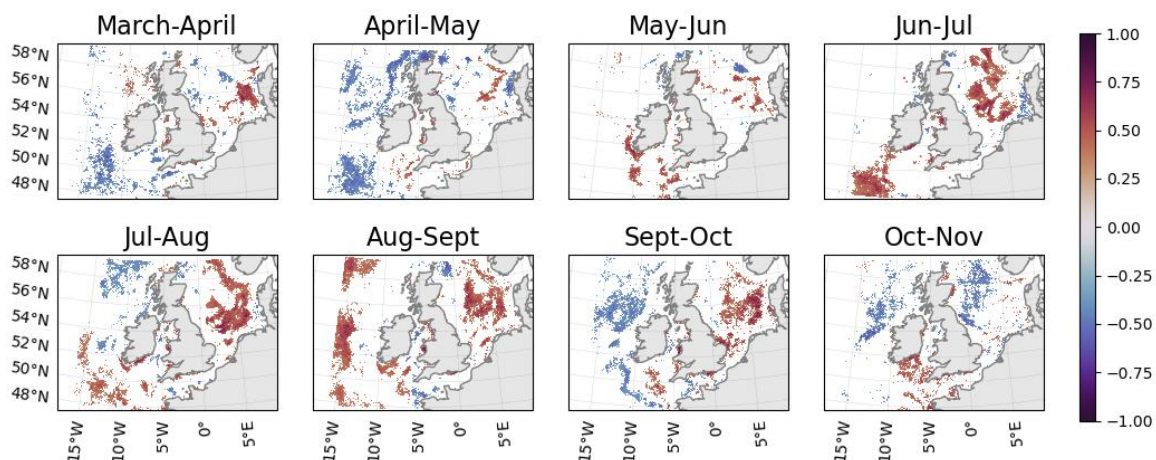 March-April April-May May-Jun Jun-Jul
58°N
56°N
54°N
52°N
50°N
48°N
Jul-Aug Aug-Sept Sept-Oct Oct-Nov
58°N
56°N
54°N
52°N
50°N
48°N
15°W 10°W 5°W 0° 5°E 15°W 10°W 5°W 0° 5°E 15°W 10°W 5°W 0° 5°E 15°W 10°W 5°W 0° 5°E
1.00
0.75
0.50
0.25
0.00
−0.25
−0.50
−0.75
−1.00